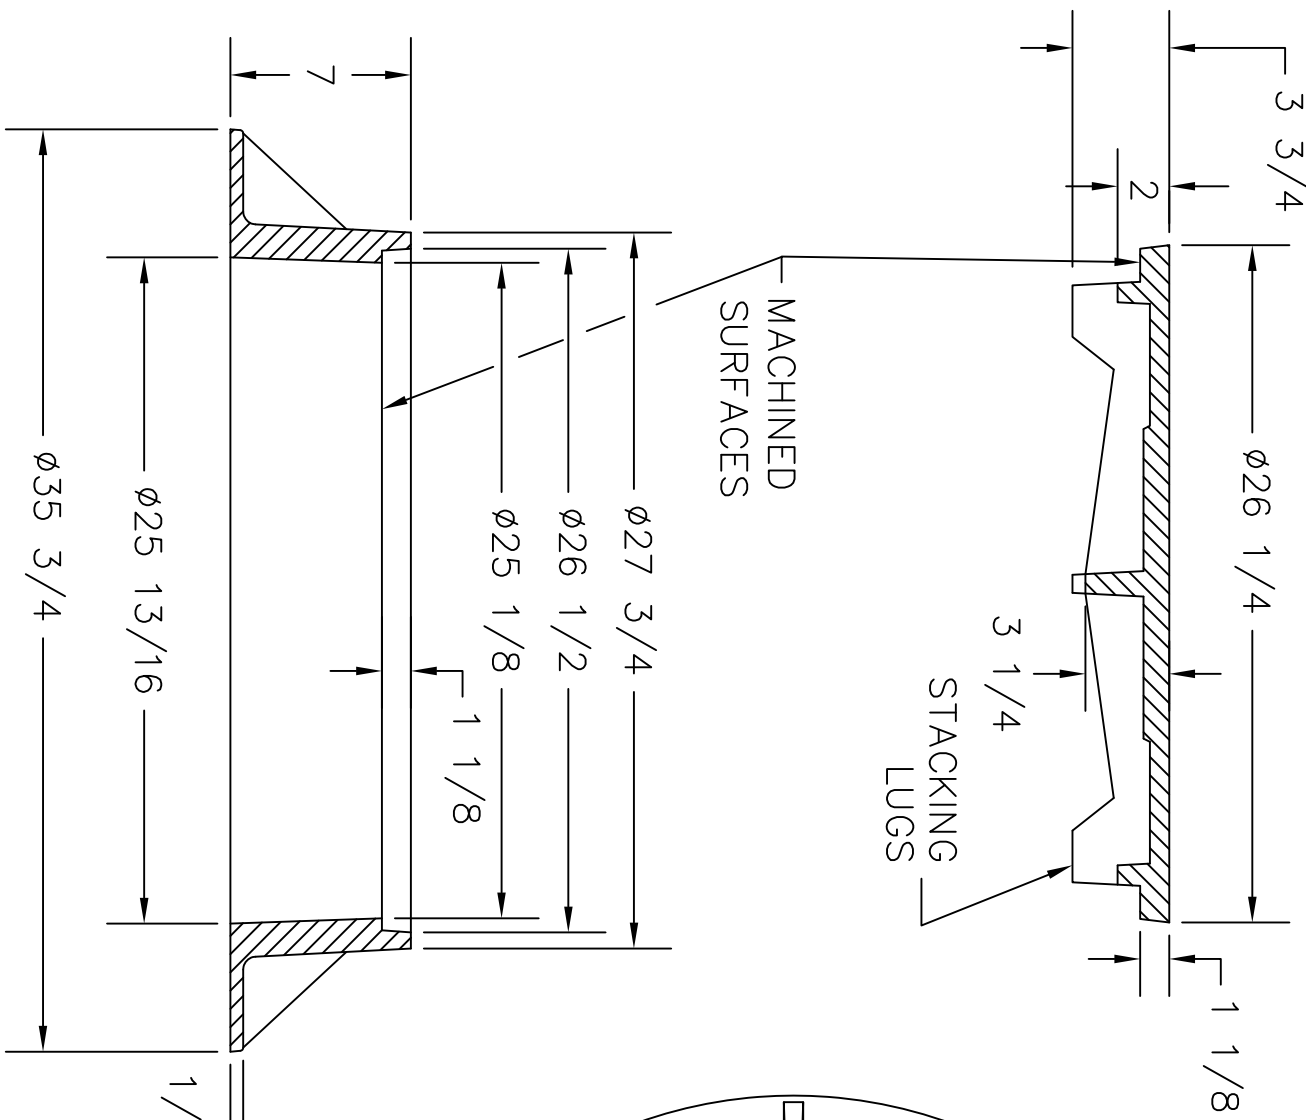 3 3/4
2
Ø26 1/4
MACHINED
SURFACES
3 1/4
STACKING
LUGS
1 1/8
7
Ø27 3/4
Ø26 1/2
Ø25 1/8
1 1/8
Ø25 13/16
Ø35 3/4
1/